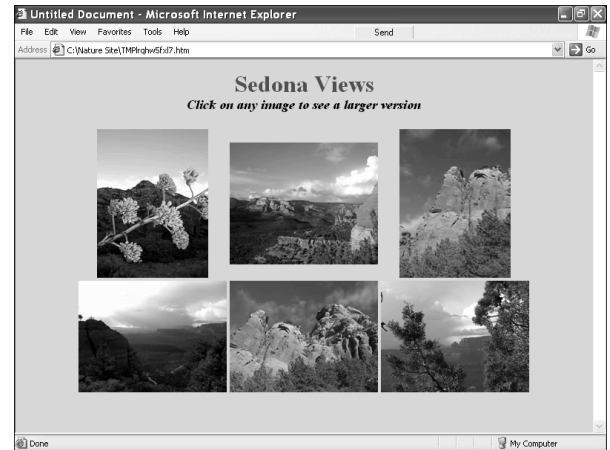 Untitled Document - Microsoft Internet Explorer
File Edit View Favorites Tools Help Send
Address C:\Nature Site\TMPlrqhw5fxl7.htm Go
Sedona Views
Click on any image to see a larger version
Done My Computer